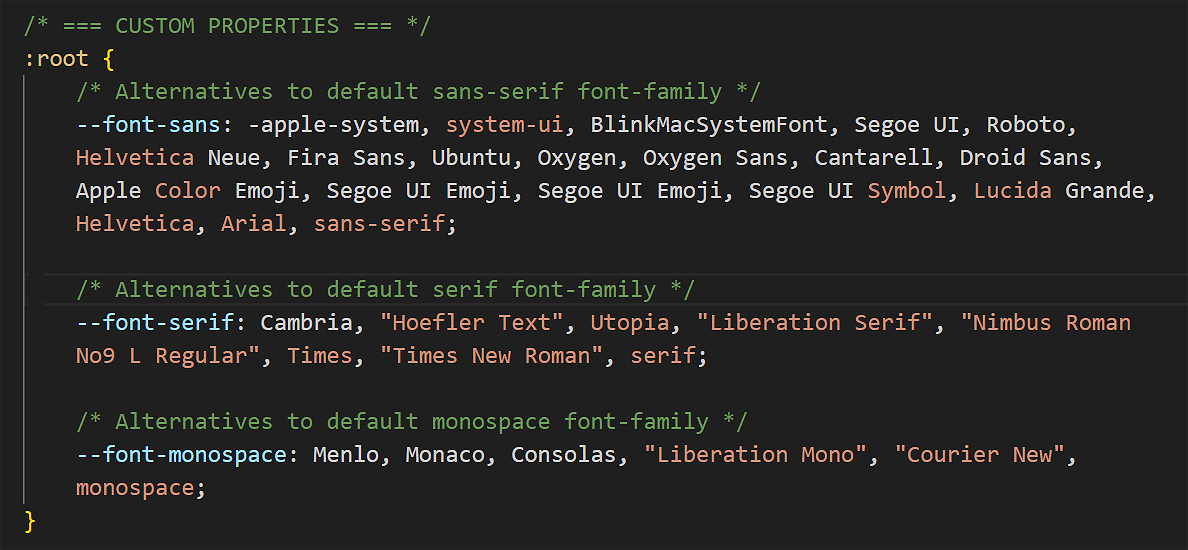 /* === CUSTOM PROPERTIES === */
:root {
/* Alternatives to default sans-serif font-family */
--font-sans: -apple-system, system-ui, BlinkMacSystemFont, Segoe UI, Roboto,
Helvetica Neue, Fira Sans, Ubuntu, Oxygen, Oxygen Sans, Cantarell, Droid Sans,
Apple Color Emoji, Segoe UI Emoji, Segoe UI Emoji, Segoe UI Symbol, Lucida Grande,
Helvetica, Arial, sans-serif;
/* Alternatives to default serif font-family */
--font-serif: Cambria, "Hoefler Text", Utopia, "Liberation Serif", "Nimbus Roman
No9 L Regular", Times, "Times New Roman", serif;
/* Alternatives to default monospace font-family */
--font-monospace: Menlo, Monaco, Consolas, "Liberation Mono", "Courier New",
monospace;
}